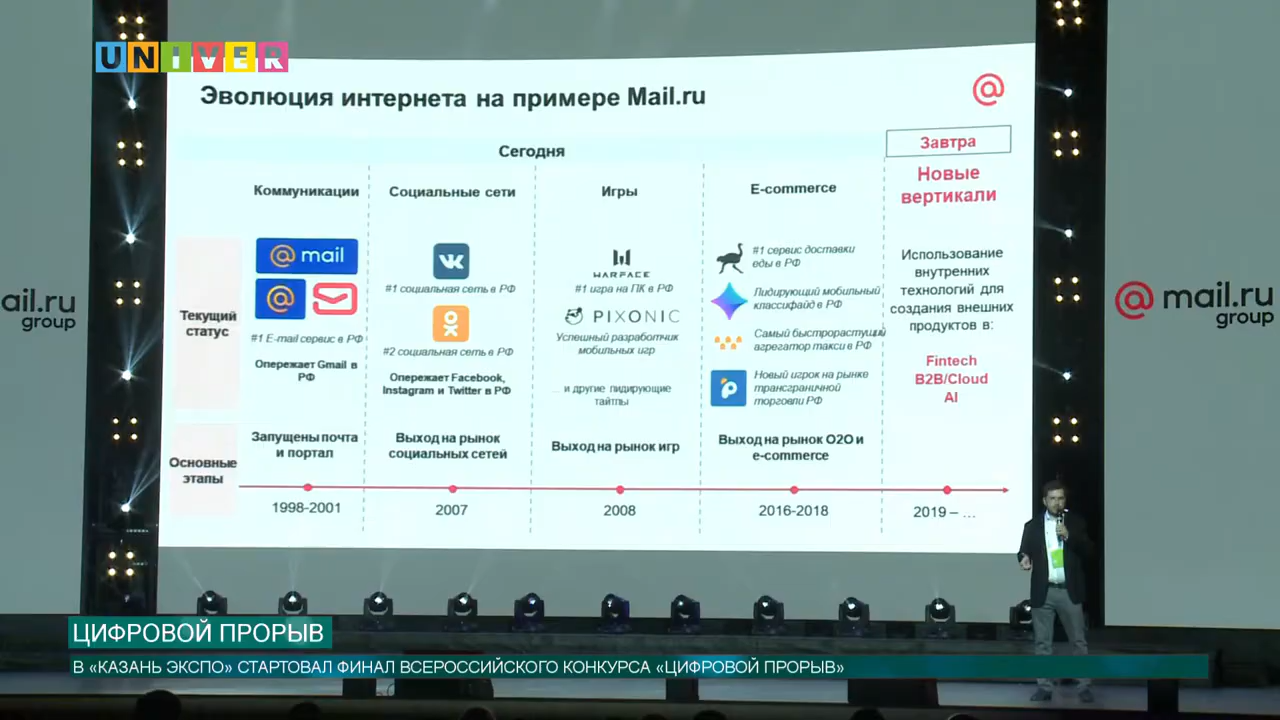 UNIVER
Эволюция интернета на примере Mail.ru
Сегодня
Завтра
Коммуникации
Социальные сети
Игры
E-commerce
Новые
вертикали
Текущий
статус
mail
#1 E-mail сервис в РФ
Опережает Gmail в
РФ
#1 социальная сеть в РФ
#2 социальная сеть в РФ
Опережает Facebook,
Instagram и Twitter в РФ
WARFACE
#1 игра на ПК в РФ
PIXONIC
Успешный разработчик
мобильных игр
... и другие лидирующие
тайтлы
#1 сервис доставки
еды в РФ
Лидирующий мобильный
классифайд в РФ
Самый быстрорастущий
агрегатор такси в РФ
Новый игрок на рынке
трансграничной
торговли РФ
Использование
внутренних
технологий для
создания внешних
продуктов в:
Fintech
B2B/Cloud
AI
Основные
этапы
Запущены почта
и портал
Выход на рынок
социальных сетей
Выход на рынок игр
Выход на рынок O2O и
e-commerce
1998-2001
2007
2008
2016-2018
2019 – ...
ail.ru
group
@mail.ru
group
ЦИФРОВОЙ ПРОРЫВ
В «КАЗАНЬ ЭКСПО» СТАРТОВАЛ ФИНАЛ ВСЕРОССИЙСКОГО КОНКУРСА «ЦИФРОВОЙ ПРОРЫВ»